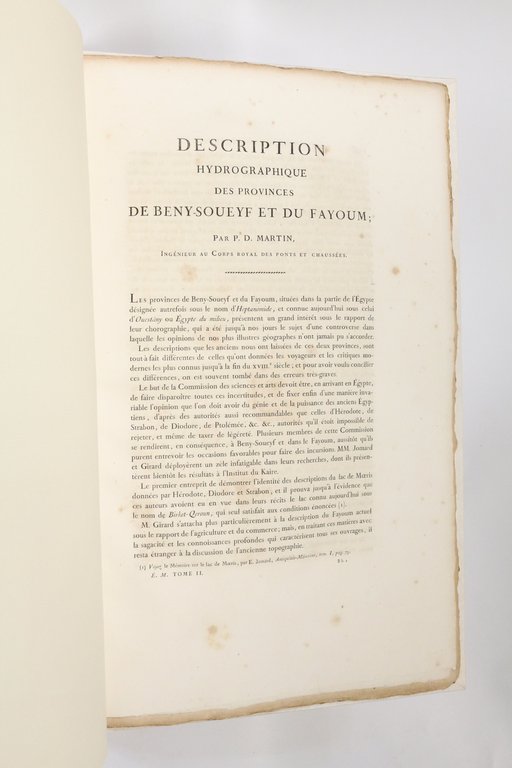 DESCRIPTION
HYDROGRAPHIQUE
DES PROVINCES
DE BENY-SOUEYF ET DU FAYOUM;
PAR P. D. MARTIN,
INGÉNIEUR AU CORPS ROYAL DES PONTS ET CHAUSSÉES.
LES provinces de Beny-Soueyf et du Fayoum, situées dans la partie de l'Égypte
désignée autrefois sous le nom d'Heptanomide, et connue aujourd'hui sous celui
d'Ouestâny ou Égypte du milieu, présentent un grand intérêt sous le rapport de
leur chorographie, qui a été jusqu'à nos jours le sujet d'une controverse dans
laquelle les opinions de nos plus illustres géographes n'ont jamais pu s'accorder.
Les descriptions que les anciens nous ont laissées de ces deux provinces, sont
tout à fait différentes de celles qu'ont données les voyageurs et les critiques mo-
dernes les plus connus jusqu'à la fin du XVIII.e siècle; et pour avoir voulu concilier
ces différences, on est souvent tombé dans des erreurs très-graves.
Le but de la Commission des sciences et arts devoit être, en arrivant en Égypte,
de faire disparoître toutes ces incertitudes, et de fixer enfin d'une manière inva-
riable l'opinion que l'on doit avoir du génie et de la puissance des anciens Égyp-
tiens, d'après des autorités aussi recommandables que celles d'Hérodote, de
Strabon, de Diodore, de Ptolémée, &c. &c., autorités qu'il étoit impossible de
rejeter, et même de taxer de légèreté. Plusieurs membres de cette Commission
se rendirent, en conséquence, à Beny-Soueyf et dans le Fayoum, aussitôt qu'ils
purent entrevoir les occasions favorables pour faire des incursions. MM. Jomard
et Girard déployèrent un zèle infatigable dans leurs recherches, dont ils présen-
tèrent bientôt les résultats à l'Institut du Kaire.
Le premier entreprit de démontrer l'identité des descriptions du lac de Mœris
données par Hérodote, Diodore et Strabon, et il prouva jusqu'à l'évidence que
ces auteurs avoient eu en vue dans leurs récits le lac connu aujourd'hui sous
le nom de Birket-Qeroun, qui seul satisfait aux conditions énoncées (1).
M. Girard s'attacha plus particulièrement à la description du Fayoum actuel
sous le rapport de l'agriculture et du commerce; mais, en traitant ces matières avec
la sagacité et les connoissances profondes qui caractérisent tous ses ouvrages, il
resta étranger à la discussion de l'ancienne topographie.
(1) Voyez le Mémoire sur le lac de Mœris, par E. Jomard, Antiquités-Mémoires, tom. I, pag. 79.
É. M. TOME II.